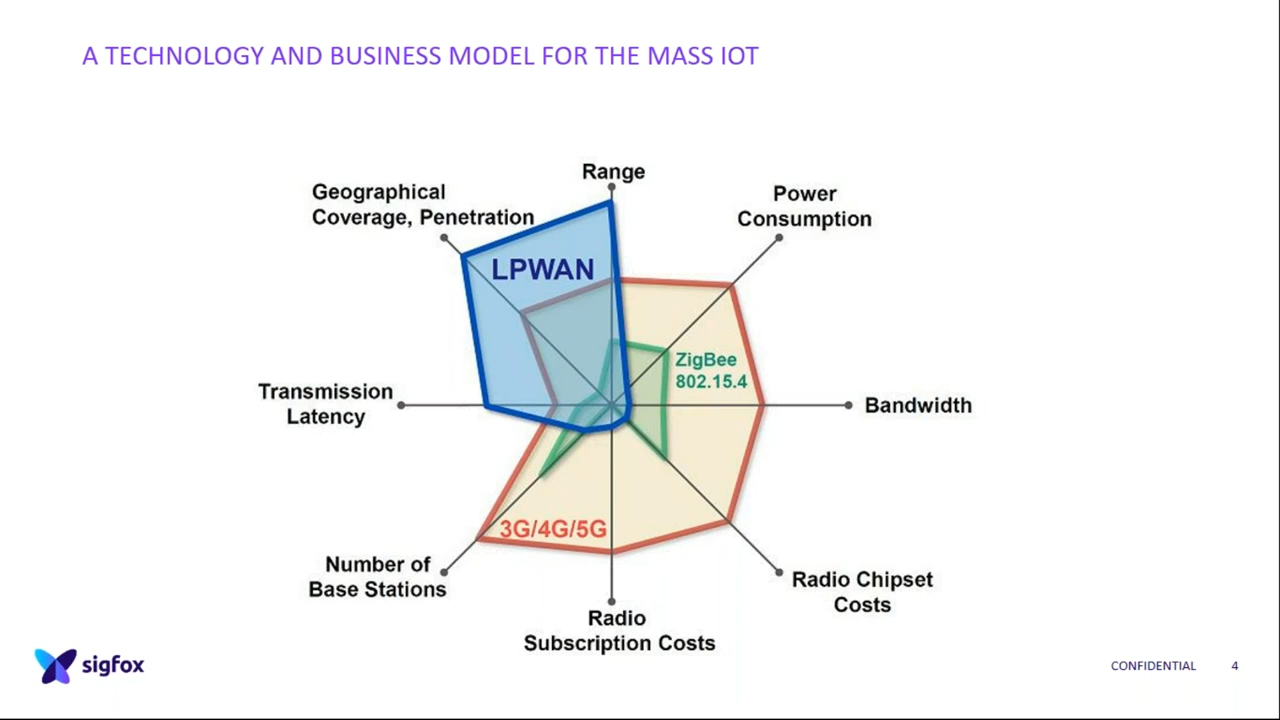 A TECHNOLOGY AND BUSINESS MODEL FOR THE MASS IOT
Range
Geographical
Coverage, Penetration
Power
Consumption
LPWAN
ZigBee
802.15.4
Transmission
Latency
Bandwidth
3G/4G/5G
Number of
Base Stations
Radio Chipset
Costs
Radio
Subscription Costs
sigfox
CONFIDENTIAL 4